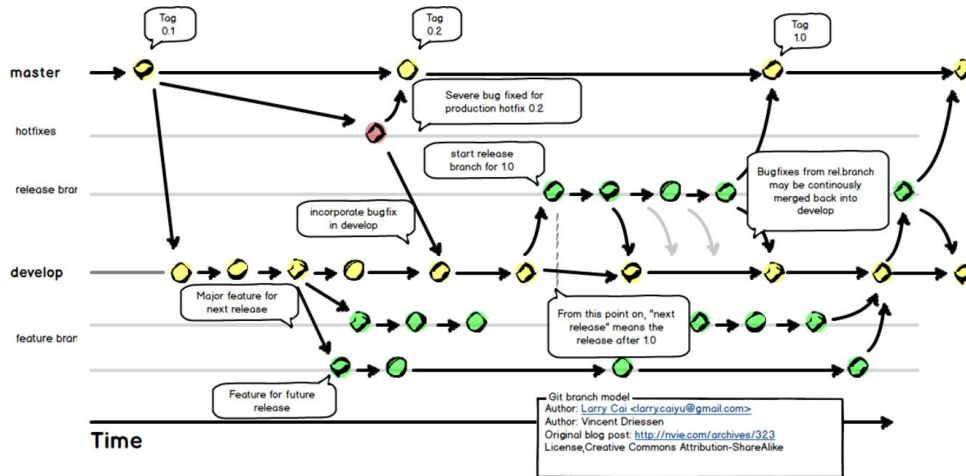 Tag
0.1
Tag
0.2
Tag
1.0
master
Severe bug fixed for
production hotfix 0.2
hotfixes
start release
branch for 1.0
Bugfixes from rel.branch
may be continously
merged back into
develop
release bran
incorporate bugfix
in develop
develop
Major feature for
next release
From this point on, "next
release" means the
release after 1.0
feature bran
Feature for future
release
Git branch model
Author: Larry Cai <larry.caiyu@gmail.com>
Author: Vincent Driessen
Original blog post: http://nvie.com/archives/323
License,Creative Commons Attribution-ShareAlike
Time